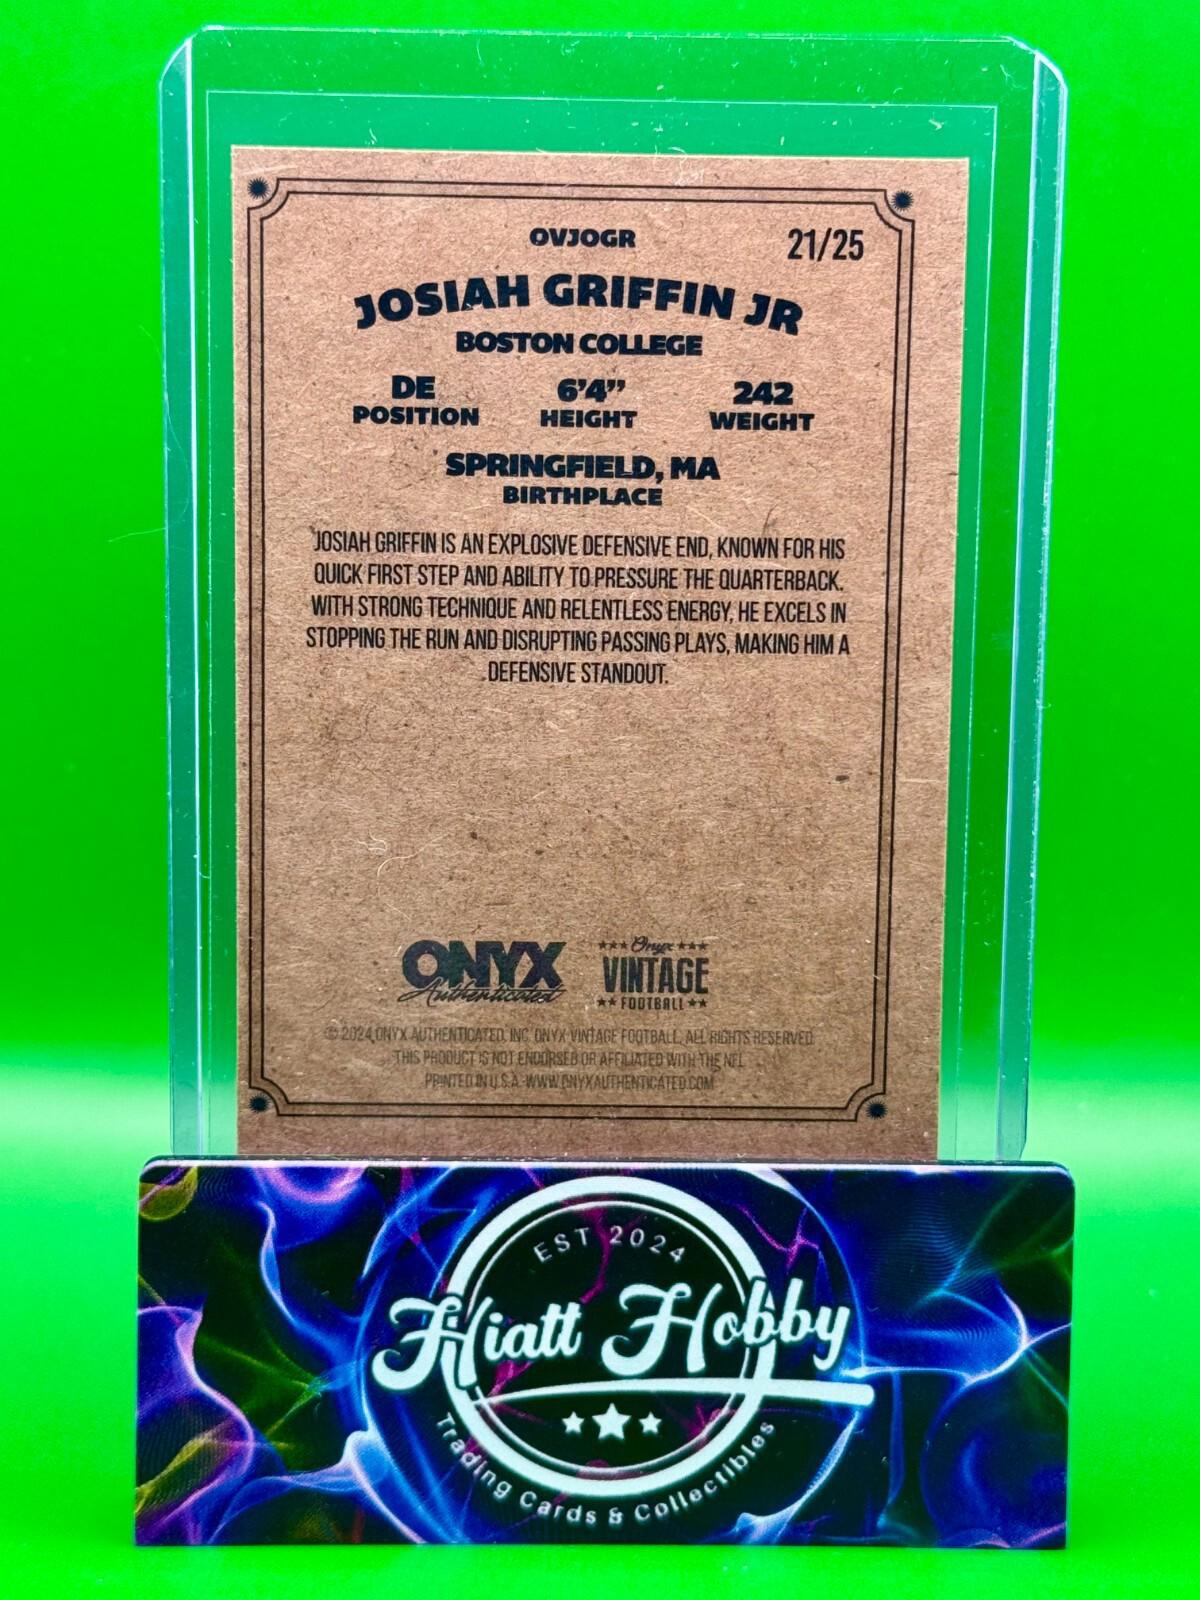 OVJOGR
21/25
JOSIAH GRIFFIN JR
BOSTON COLLEGE
DE 6'4" 242
POSITION HEIGHT WEIGHT
SPRINGFIELD, MA
BIRTHPLACE
JOSIAH GRIFFIN IS AN EXPLOSIVE DEFENSIVE END, KNOWN FOR HIS
QUICK FIRST STEP AND ABILITY TO PRESSURE THE QUARTERBACK.
WITH STRONG TECHNIQUE AND RELENTLESS ENERGY, HE EXCELS IN
STOPPING THE RUN AND DISRUPTING PASSING PLAYS, MAKING HIM A
DEFENSIVE STANDOUT.
ONYX
Authenticated
Onyx
VINTAGE
FOOTBALL
© 2024 ONYX AUTHENTICATED, INC. ONYX VINTAGE FOOTBALL, ALL RIGHTS RESERVED.
THIS PRODUCT IS NOT ENDORSED OR AFFILIATED WITH THE NFL.
PRINTED IN U.S.A. WWW.ONYXAUTHENTICATED.COM
EST 2024
Hiatt Hobby
Trading Cards & Collectibles